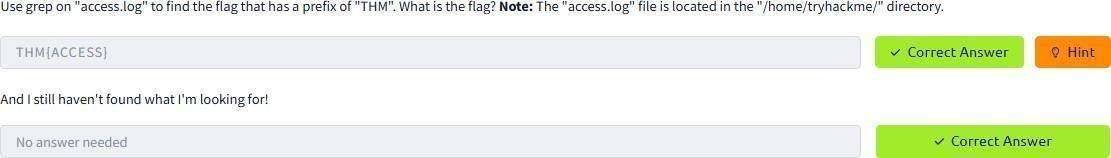 Use grep on "access.log" to find the flag that has a prefix of "THM". What is the flag? Note: The "access.log" file is located in the "/home/tryhackme/" directory.
THM{ACCESS}
✓ Correct Answer
Hint
And I still haven't found what I'm looking for!
No answer needed
✓ Correct Answer